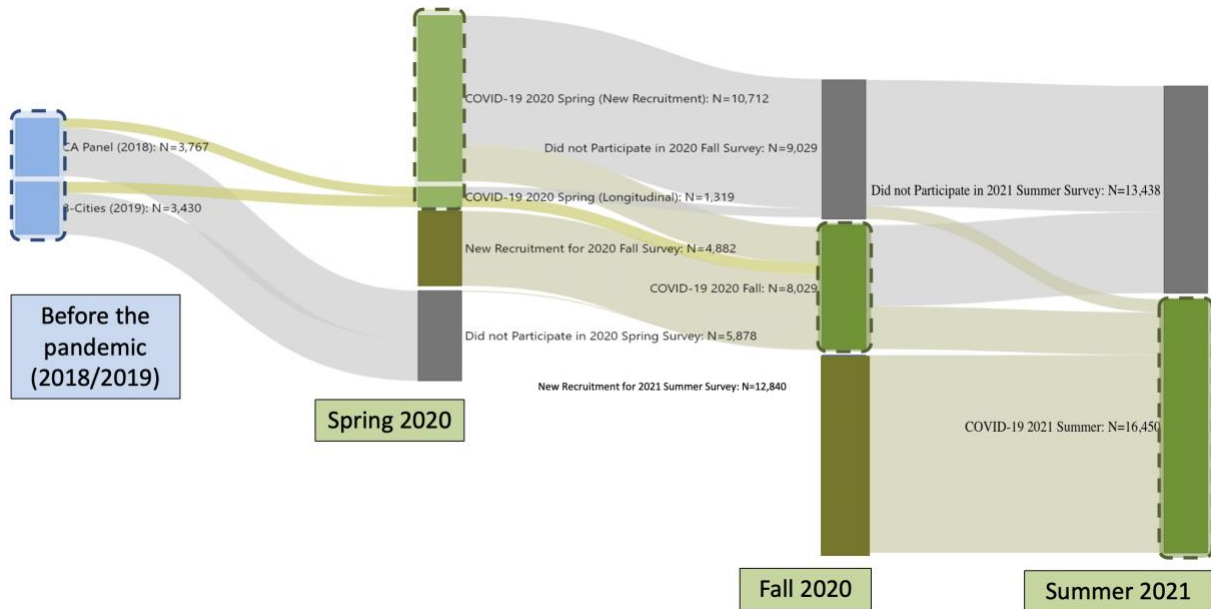 CA Panel (2018): N=3,767
3-Cities (2019): N=3,430
Before the
pandemic
(2018/2019)
COVID-19 2020 Spring (New Recruitment): N=10,712
COVID-19 2020 Spring (Longitudinal): N=1,319
New Recruitment for 2020 Fall Survey: N=4,882
Did not Participate in 2020 Spring Survey: N=5,878
Spring 2020
Did not Participate in 2020 Fall Survey: N=9,029
COVID-19 2020 Fall: N=8,029
New Recruitment for 2021 Summer Survey: N=12,840
Fall 2020
Did not Participate in 2021 Summer Survey: N=13,438
COVID-19 2021 Summer: N=16,450
Summer 2021